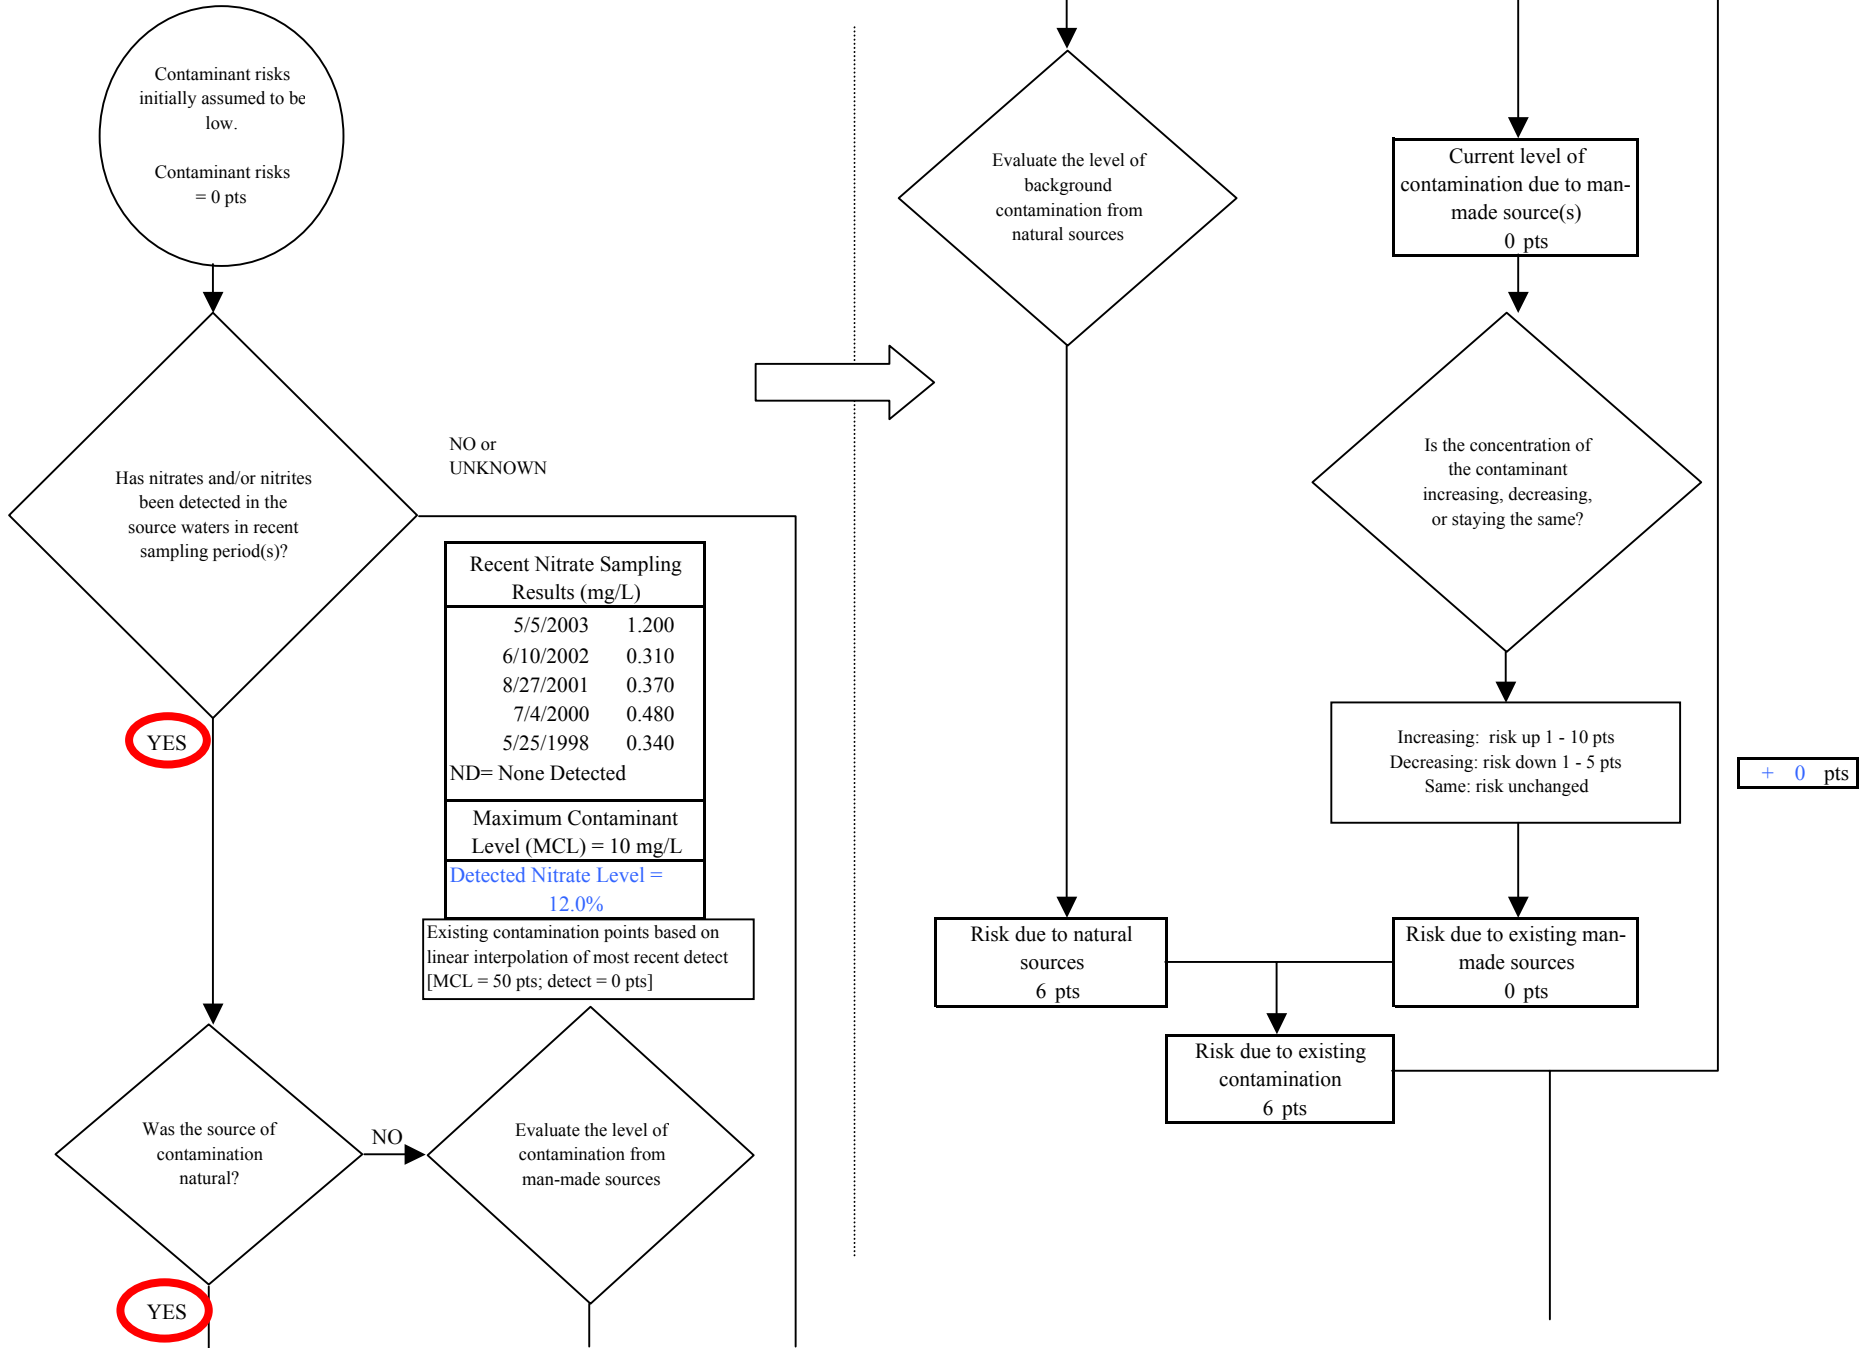 Contaminant risks
initially assumed to be
low.
Contaminant risks
= 0 pts
Has nitrates and/or nitrites
been detected in the
source waters in recent
sampling period(s)?
NO or
UNKNOWN
YES
Recent Nitrate Sampling
Results (mg/L)
5/5/2003 1.200
6/10/2002 0.310
8/27/2001 0.370
7/4/2000 0.480
5/25/1998 0.340
ND= None Detected
Maximum Contaminant
Level (MCL) = 10 mg/L
Detected Nitrate Level =
12.0%
Existing contamination points based on
linear interpolation of most recent detect
[MCL = 50 pts; detect = 0 pts]
Was the source of
contamination
natural?
NO
Evaluate the level of
contamination from
man-made sources
YES
Evaluate the level of
background
contamination from
natural sources
Current level of
contamination due to man-
made source(s)
0 pts
Is the concentration of
the contaminant
increasing, decreasing,
or staying the same?
Increasing: risk up 1 - 10 pts
Decreasing: risk down 1 - 5 pts
Same: risk unchanged
+ 0 pts
Risk due to natural
sources
6 pts
Risk due to existing man-
made sources
0 pts
Risk due to existing
contamination
6 pts